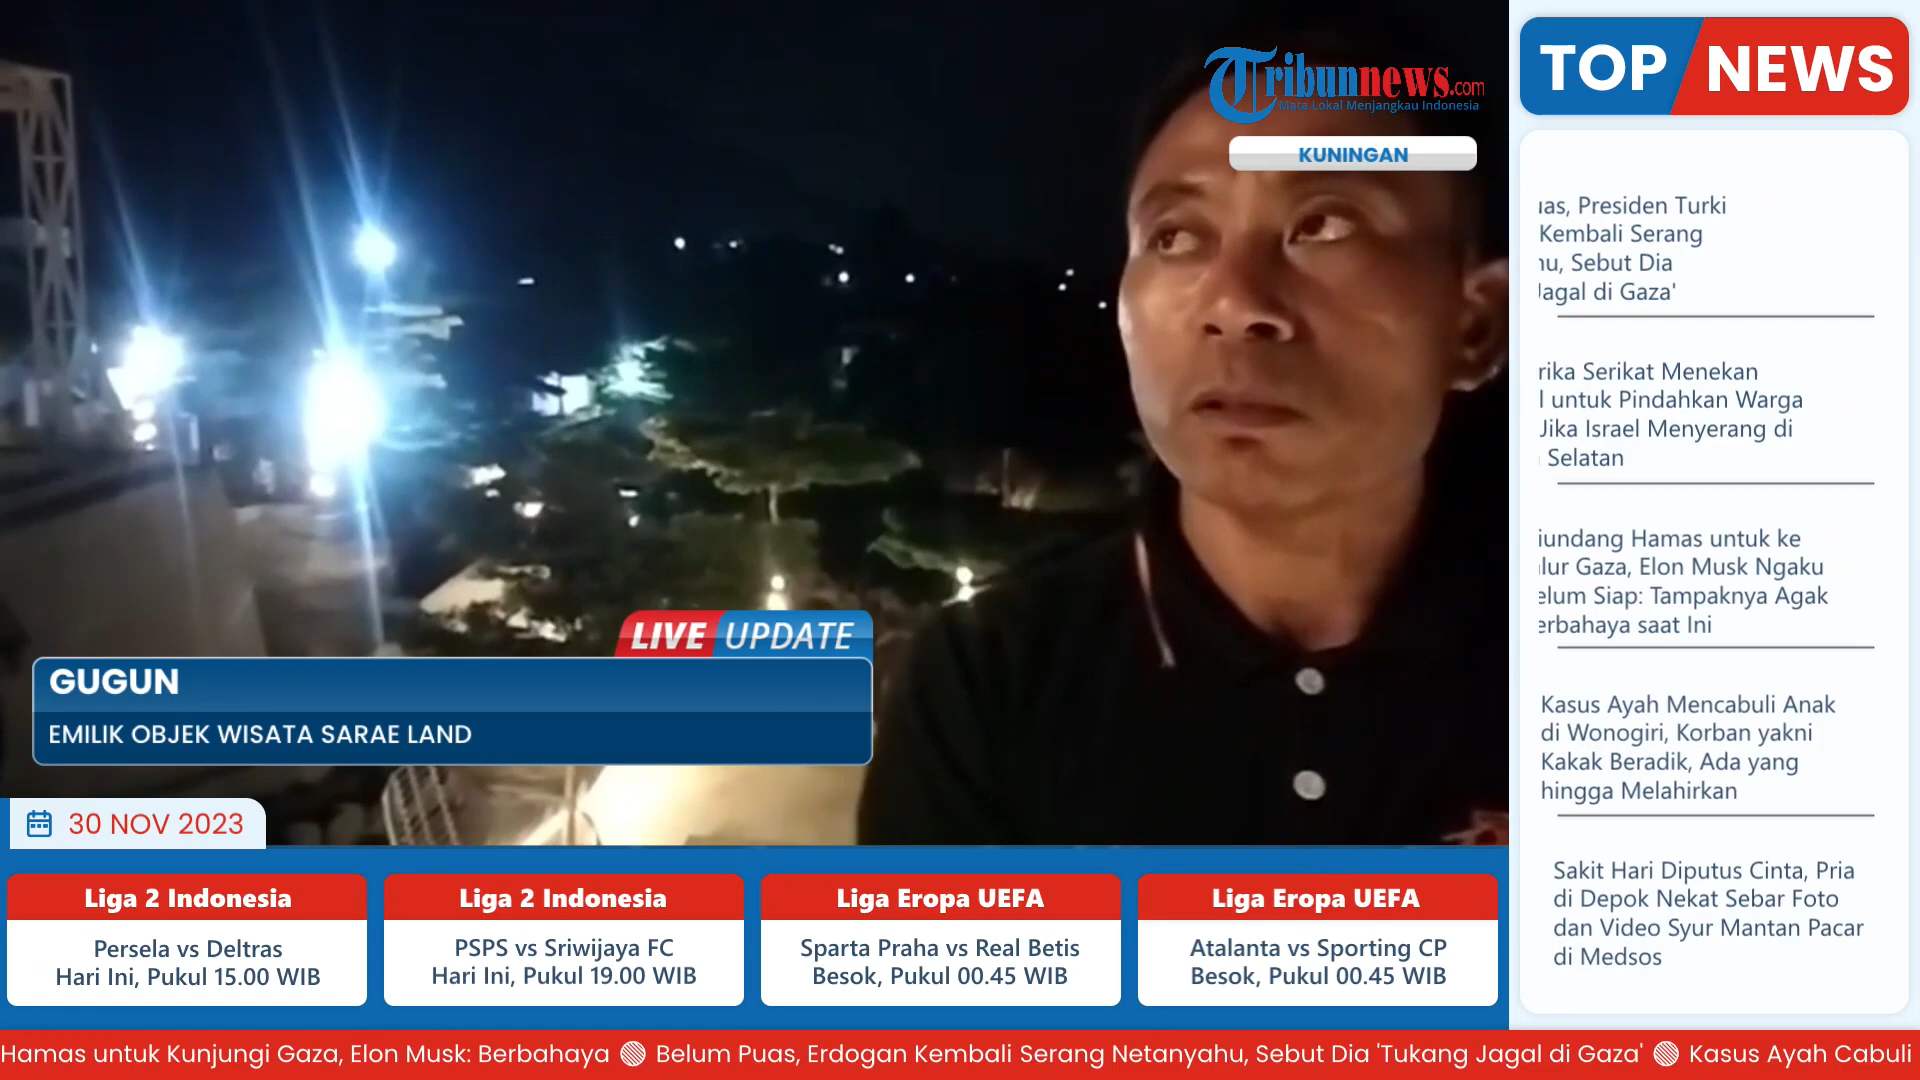 Tribunnews.com
Mata Lokal Menjangkau Indonesia
KUNINGAN
TOP NEWS
uas, Presiden Turki
Kembali Serang
hu, Sebut Dia
Jagal di Gaza'
rika Serikat Menekan
l untuk Pindahkan Warga
Jika Israel Menyerang di
Selatan
iundang Hamas untuk ke
alur Gaza, Elon Musk Ngaku
elum Siap: Tampaknya Agak
erbahaya saat Ini
Kasus Ayah Mencabuli Anak
di Wonogiri, Korban yakni
Kakak Beradik, Ada yang
hingga Melahirkan
Sakit Hari Diputus Cinta, Pria
di Depok Nekat Sebar Foto
dan Video Syur Mantan Pacar
di Medsos
LIVE UPDATE
GUGUN
EMILIK OBJEK WISATA SARAE LAND
30 NOV 2023
Liga 2 Indonesia
Persela vs Deltras
Hari Ini, Pukul 15.00 WIB
Liga 2 Indonesia
PSPS vs Sriwijaya FC
Hari Ini, Pukul 19.00 WIB
Liga Eropa UEFA
Sparta Praha vs Real Betis
Besok, Pukul 00.45 WIB
Liga Eropa UEFA
Atalanta vs Sporting CP
Besok, Pukul 00.45 WIB
Hamas untuk Kunjungi Gaza, Elon Musk: Berbahaya Belum Puas, Erdogan Kembali Serang Netanyahu, Sebut Dia 'Tukang Jagal di Gaza' Kasus Ayah Cabuli